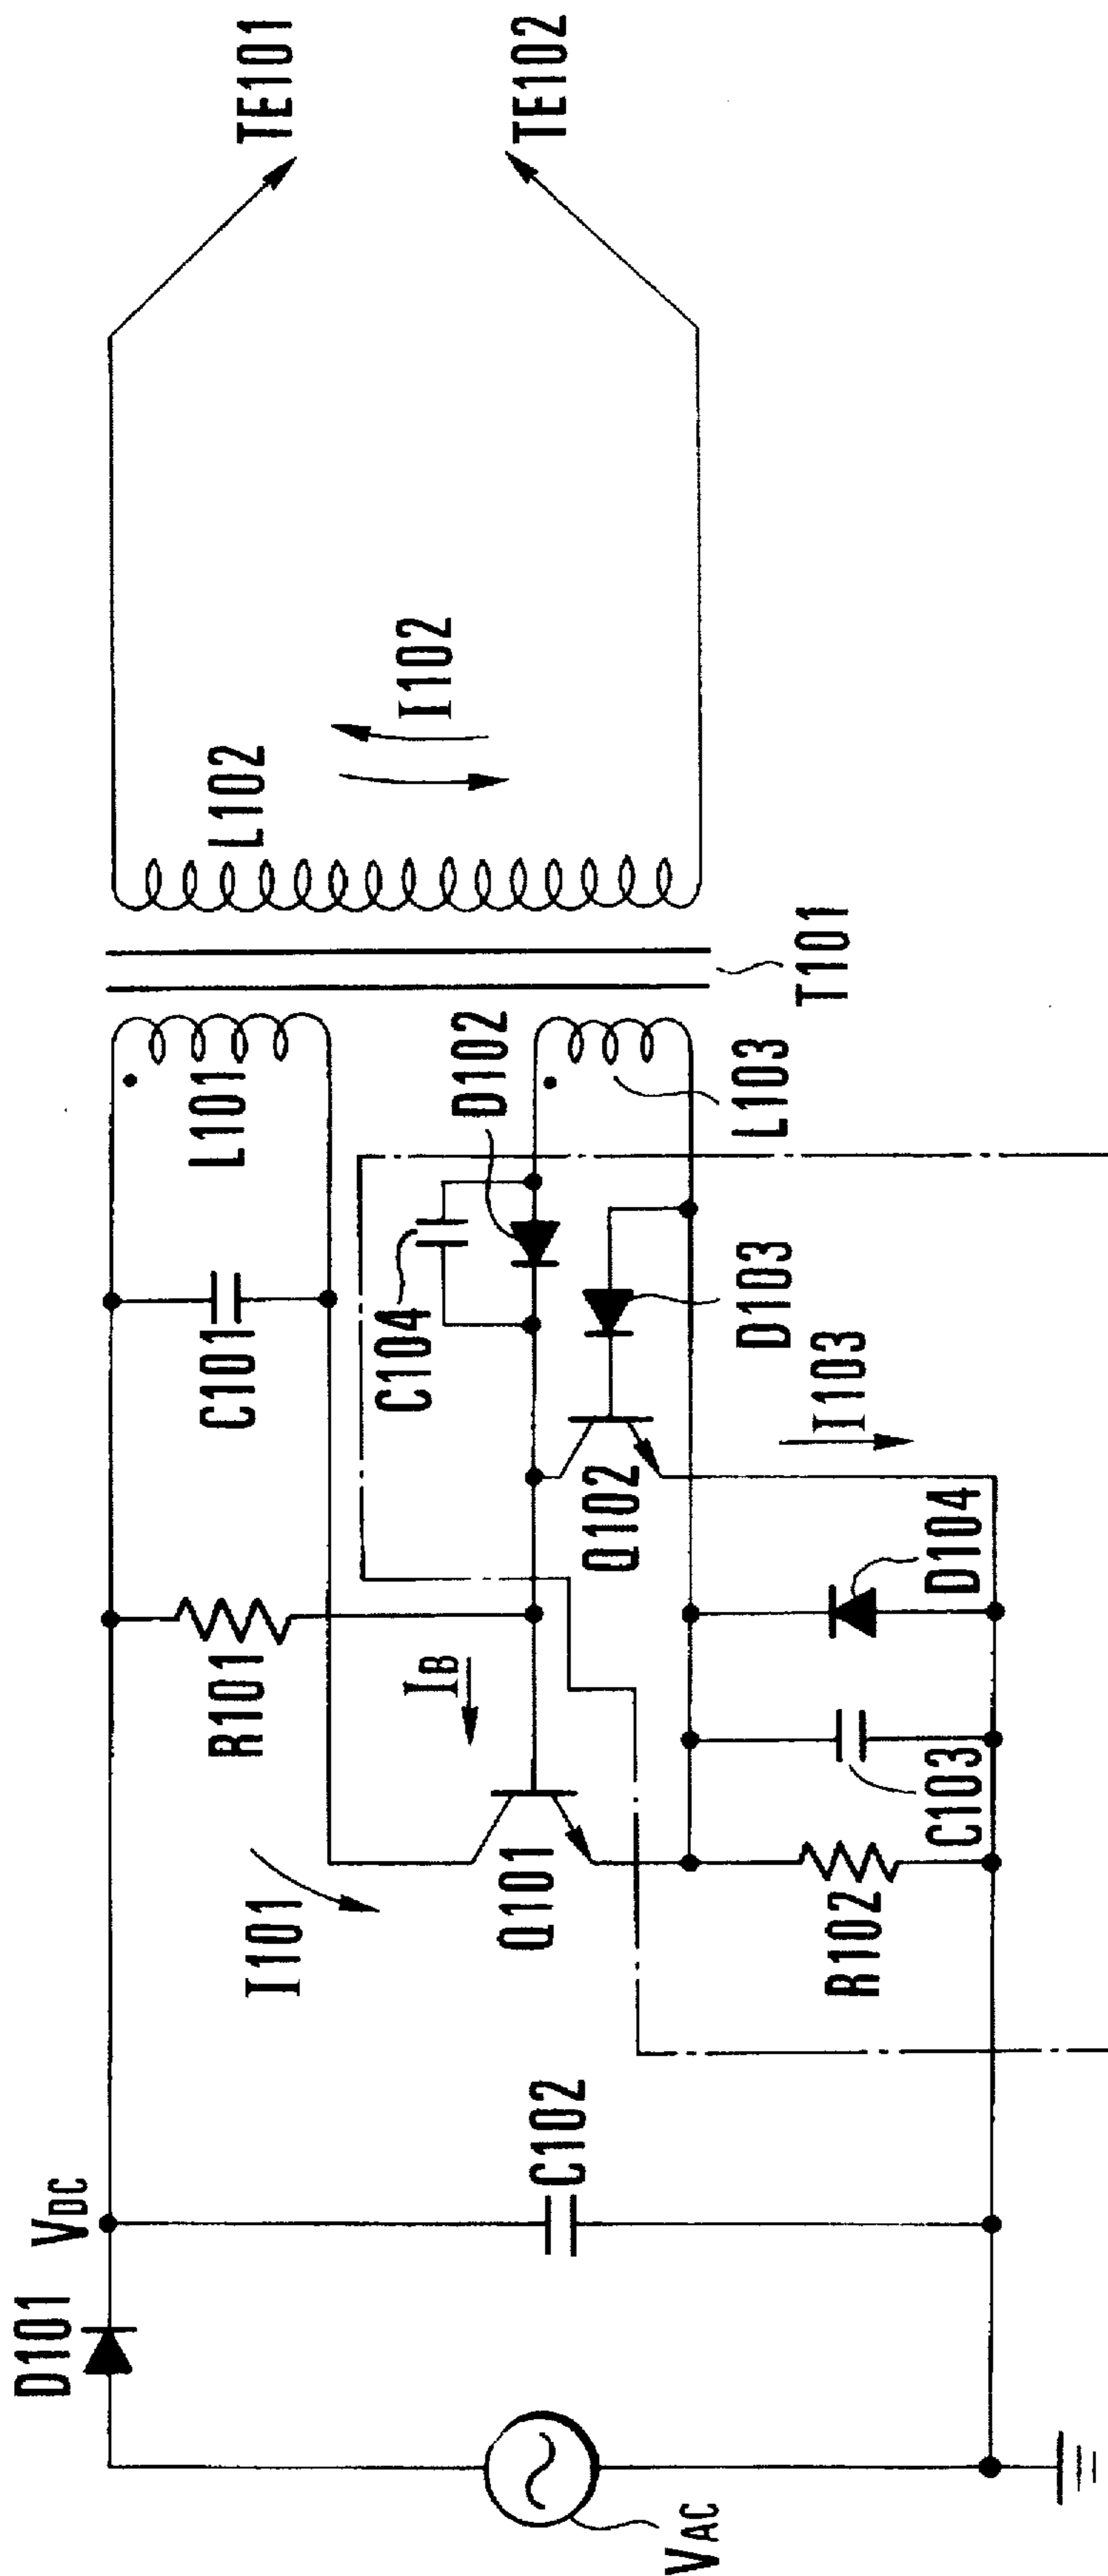 TE101
TE102
I102
L102
T101
L101
D102
L103
C101
C104
D103
I103
Q102
D104
R101
IB
C103
I101
Q101
R102
VDC
C102
D101
VAC